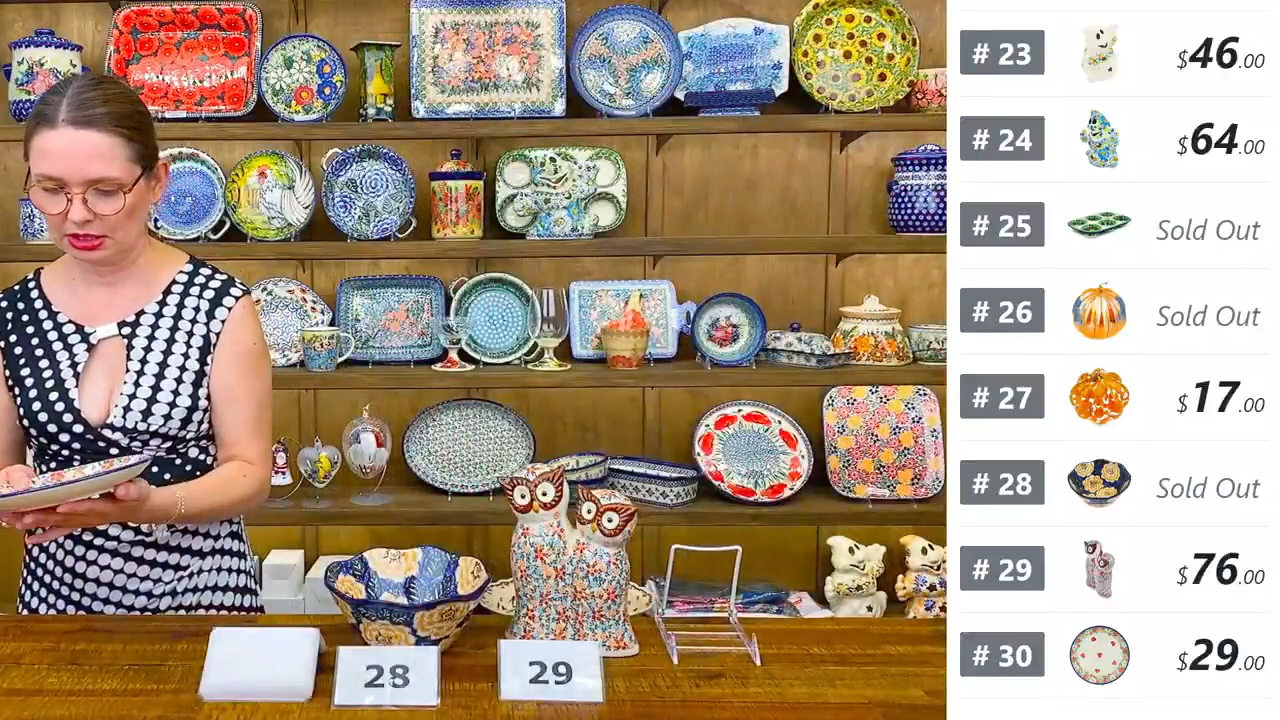 # 23 $46.00
# 24 $64.00
# 25 Sold Out
# 26 Sold Out
# 27 $17.00
# 28 Sold Out
# 29 $76.00
# 30 $29.00
28
29